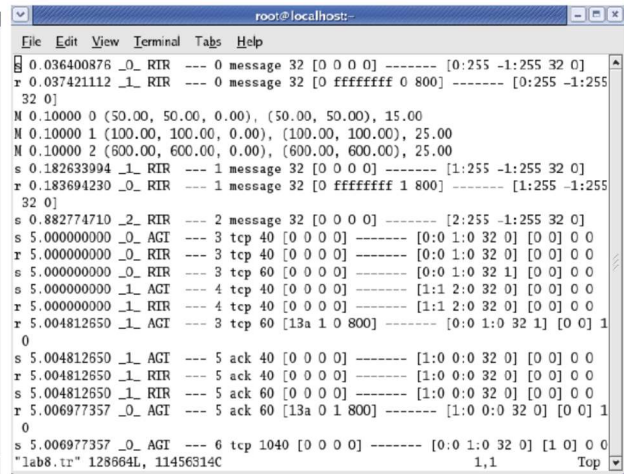 root@localhost:~
File Edit View Terminal Tabs Help
s 0.036400876 _0_ RTR --- 0 message 32 [0 0 0 0] ------- [0:255 -1:255 32 0]
r 0.037421112 _1_ RTR --- 0 message 32 [0 ffffffff 0 800] ------- [0:255 -1:255
32 0]
M 0.10000 0 (50.00, 50.00, 0.00), (50.00, 50.00), 15.00
M 0.10000 1 (100.00, 100.00, 0.00), (100.00, 100.00), 25.00
M 0.10000 2 (600.00, 600.00, 0.00), (600.00, 600.00), 25.00
s 0.182633994 _1_ RTR --- 1 message 32 [0 0 0 0] ------- [1:255 -1:255 32 0]
r 0.183694230 _0_ RTR --- 1 message 32 [0 ffffffff 1 800] ------- [1:255 -1:255
32 0]
s 0.882774710 _2_ RTR --- 2 message 32 [0 0 0 0] ------- [2:255 -1:255 32 0]
s 5.000000000 _0_ AGT --- 3 tcp 40 [0 0 0 0] ------- [0:0 1:0 32 0] [0 0] 0 0
r 5.000000000 _0_ RTR --- 3 tcp 40 [0 0 0 0] ------- [0:0 1:0 32 0] [0 0] 0 0
s 5.000000000 _0_ RTR --- 3 tcp 60 [0 0 0 0] ------- [0:0 1:0 32 1] [0 0] 0 0
s 5.000000000 _1_ AGT --- 4 tcp 40 [0 0 0 0] ------- [1:1 2:0 32 0] [0 0] 0 0
r 5.000000000 _1_ RTR --- 4 tcp 40 [0 0 0 0] ------- [1:1 2:0 32 0] [0 0] 0 0
r 5.004812650 _1_ AGT --- 3 tcp 60 [13a 1 0 800] ------- [0:0 1:0 32 1] [0 0] 1
0
s 5.004812650 _1_ AGT --- 5 ack 40 [0 0 0 0] ------- [1:0 0:0 32 0] [0 0] 0 0
r 5.004812650 _1_ RTR --- 5 ack 40 [0 0 0 0] ------- [1:0 0:0 32 0] [0 0] 0 0
s 5.004812650 _1_ RTR --- 5 ack 60 [0 0 0 0] ------- [1:0 0:0 32 0] [0 0] 0 0
r 5.006977357 _0_ AGT --- 5 ack 60 [13a 0 1 800] ------- [1:0 0:0 32 0] [0 0] 1
0
s 5.006977357 _0_ AGT --- 6 tcp 1040 [0 0 0 0] ------- [0:0 1:0 32 0] [1 0] 0 0
"lab8.tr" 128664L, 11456314C 1,1 Top